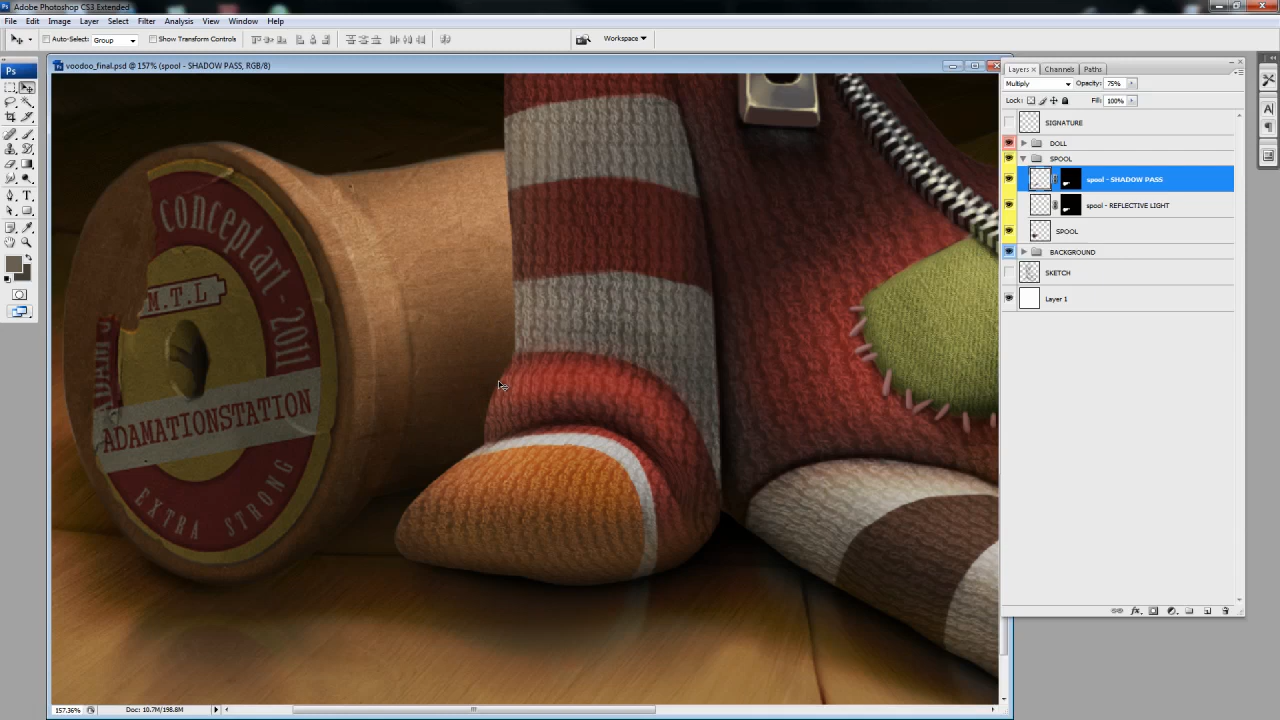 Adobe Photoshop CS3 Extended
File Edit Image Layer Select Filter Analysis View Window Help
Auto-Select: Group Show Transform Controls Workspace
Ps
voodoo_final.psd @ 157% (spool - SHADOW PASS, RGB/8)
Layers Channels Paths
Multiply Opacity: 75%
Lock: Fill: 100%
SIGNATURE
DOLL
SPOOL
spool - SHADOW PASS
spool - REFLECTIVE LIGHT
SPOOL
BACKGROUND
SKETCH
Layer 1
concept art - 2011
M.T.L
ADAMATIONSTATION
EXTRA STRONG
157.36% Doc: 10.7M/198.8M